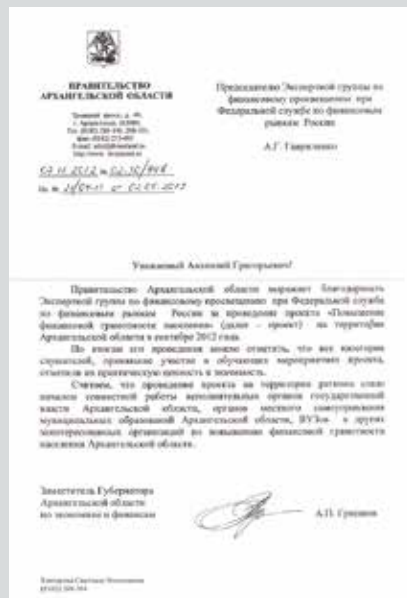 ПРАВИТЕЛЬСТВО
АРХАНГЕЛЬСКОЙ ОБЛАСТИ
Председателю Экспертной группы по
финансовому просвещению при
Федеральной службе по финансовым
рынкам России
А.Г. Гавриленко
07.11.2012 №
Уважаемый Анатолий Григорьевич!
Правительство Архангельской области выражает благодарность
Экспертной группе по финансовому просвещению при Федеральной службе
по финансовым рынкам России за проведение проекта «Повышение
финансовой грамотности населения» (далее – проект) на территории
Архангельской области в сентябре 2012 года.
По итогам его проведения можно отметить, что все категории
слушателей, принявшие участие в обучающих мероприятиях проекта,
отметили их практическую ценность и значимость.
Считаем, что проведение проекта на территории региона стало
началом совместной работы исполнительных органов государственной
власти Архангельской области, органов местного самоуправления
муниципальных образований Архангельской области, ВУЗов и других
заинтересованных организаций по повышению финансовой грамотности
населения Архангельской области.
Заместитель Губернатора
Архангельской области
по экономике и финансам
А.П. Гришков